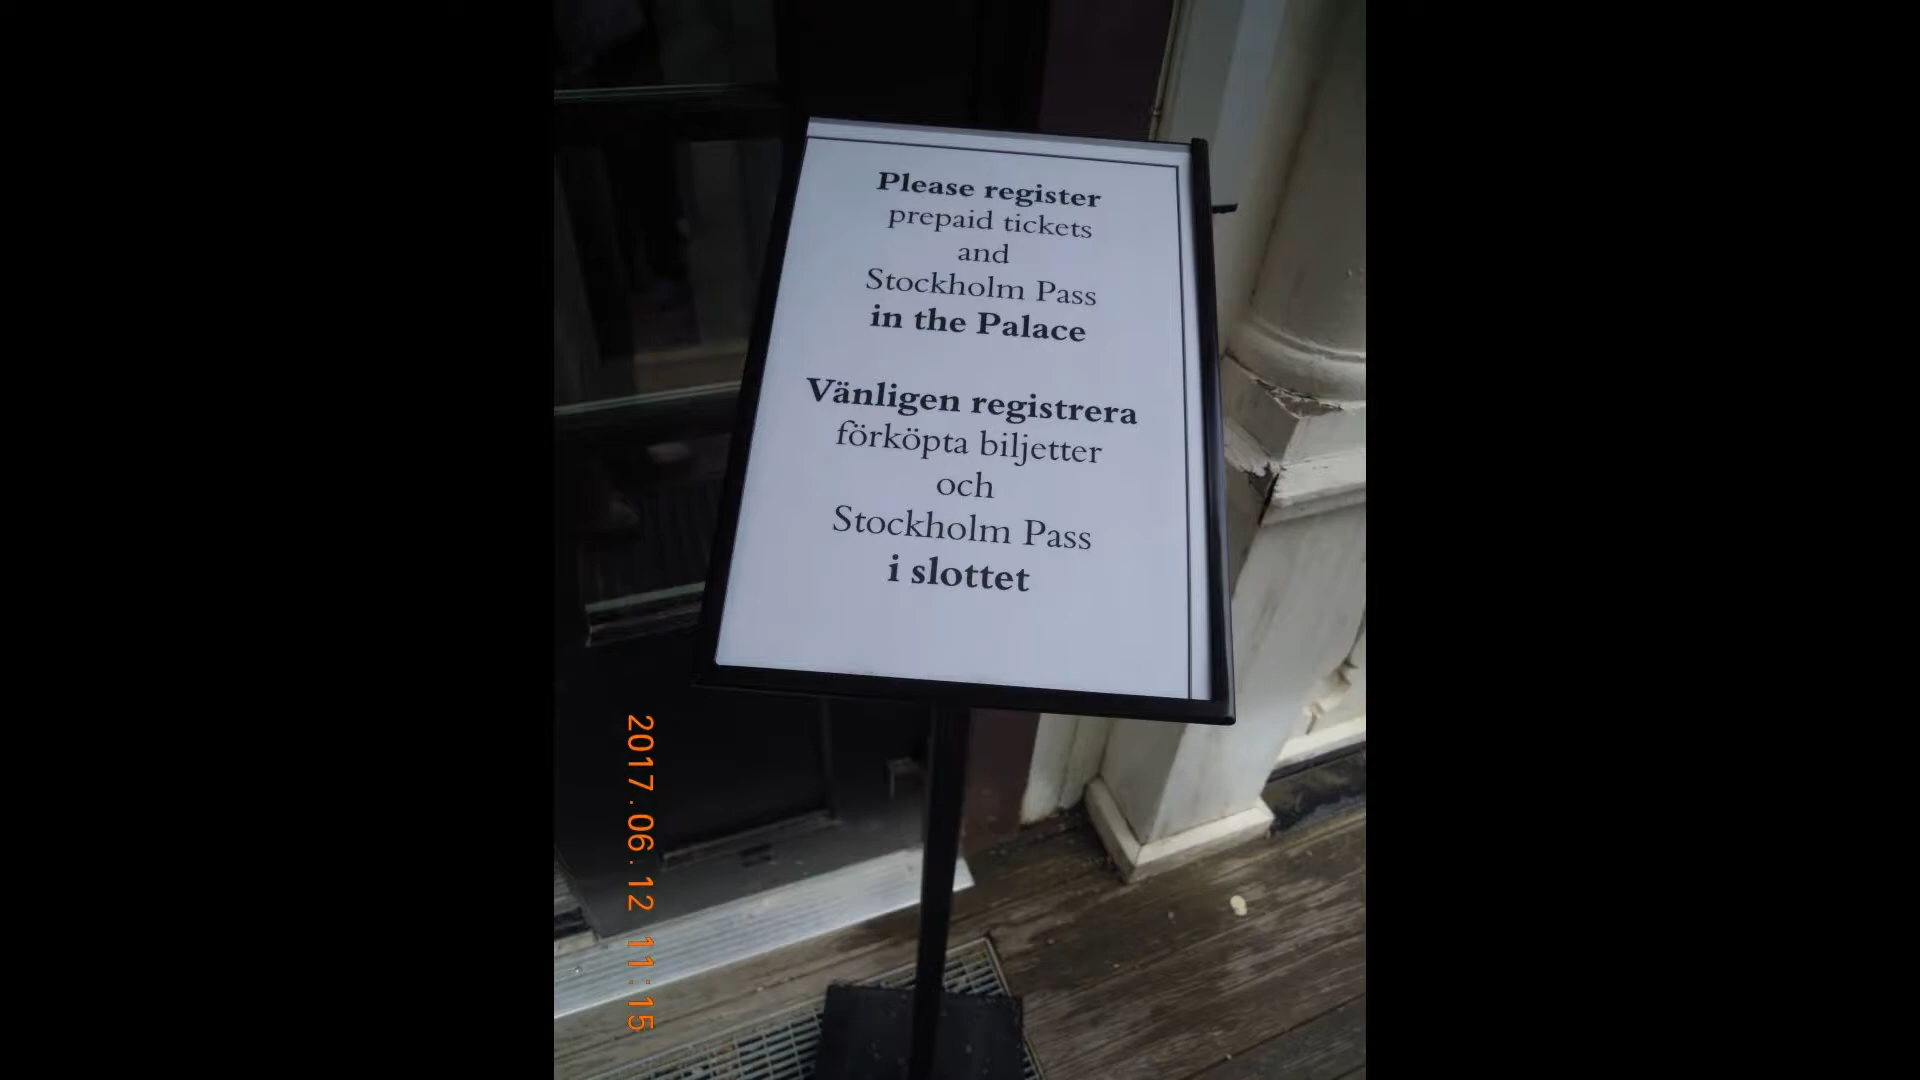 Please register
prepaid tickets
and
Stockholm Pass
in the Palace
Vänligen registrera
förköpta biljetter
och
Stockholm Pass
i slottet
2017.06.12 11:15